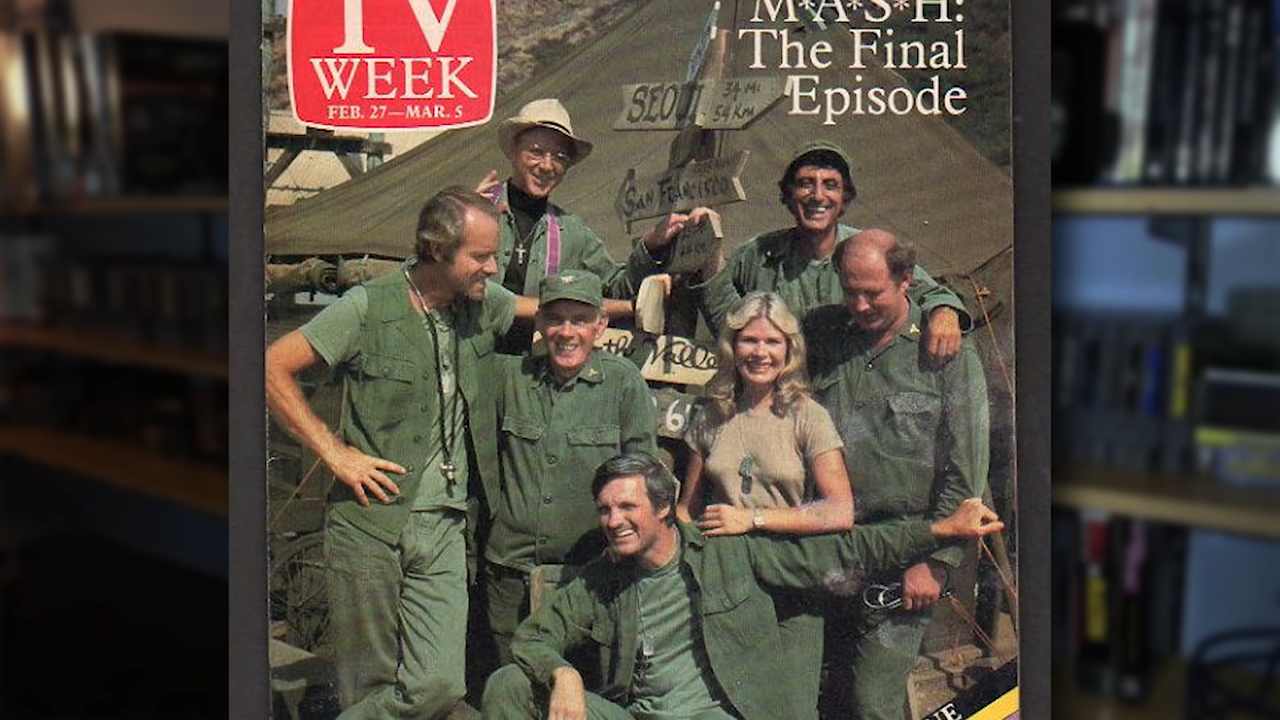 TV
WEEK
FEB. 27—MAR. 5
M*A*S*H:
The Final
Episode
SEOUL 34 Mi
54 Km
SAN FRANCISCO